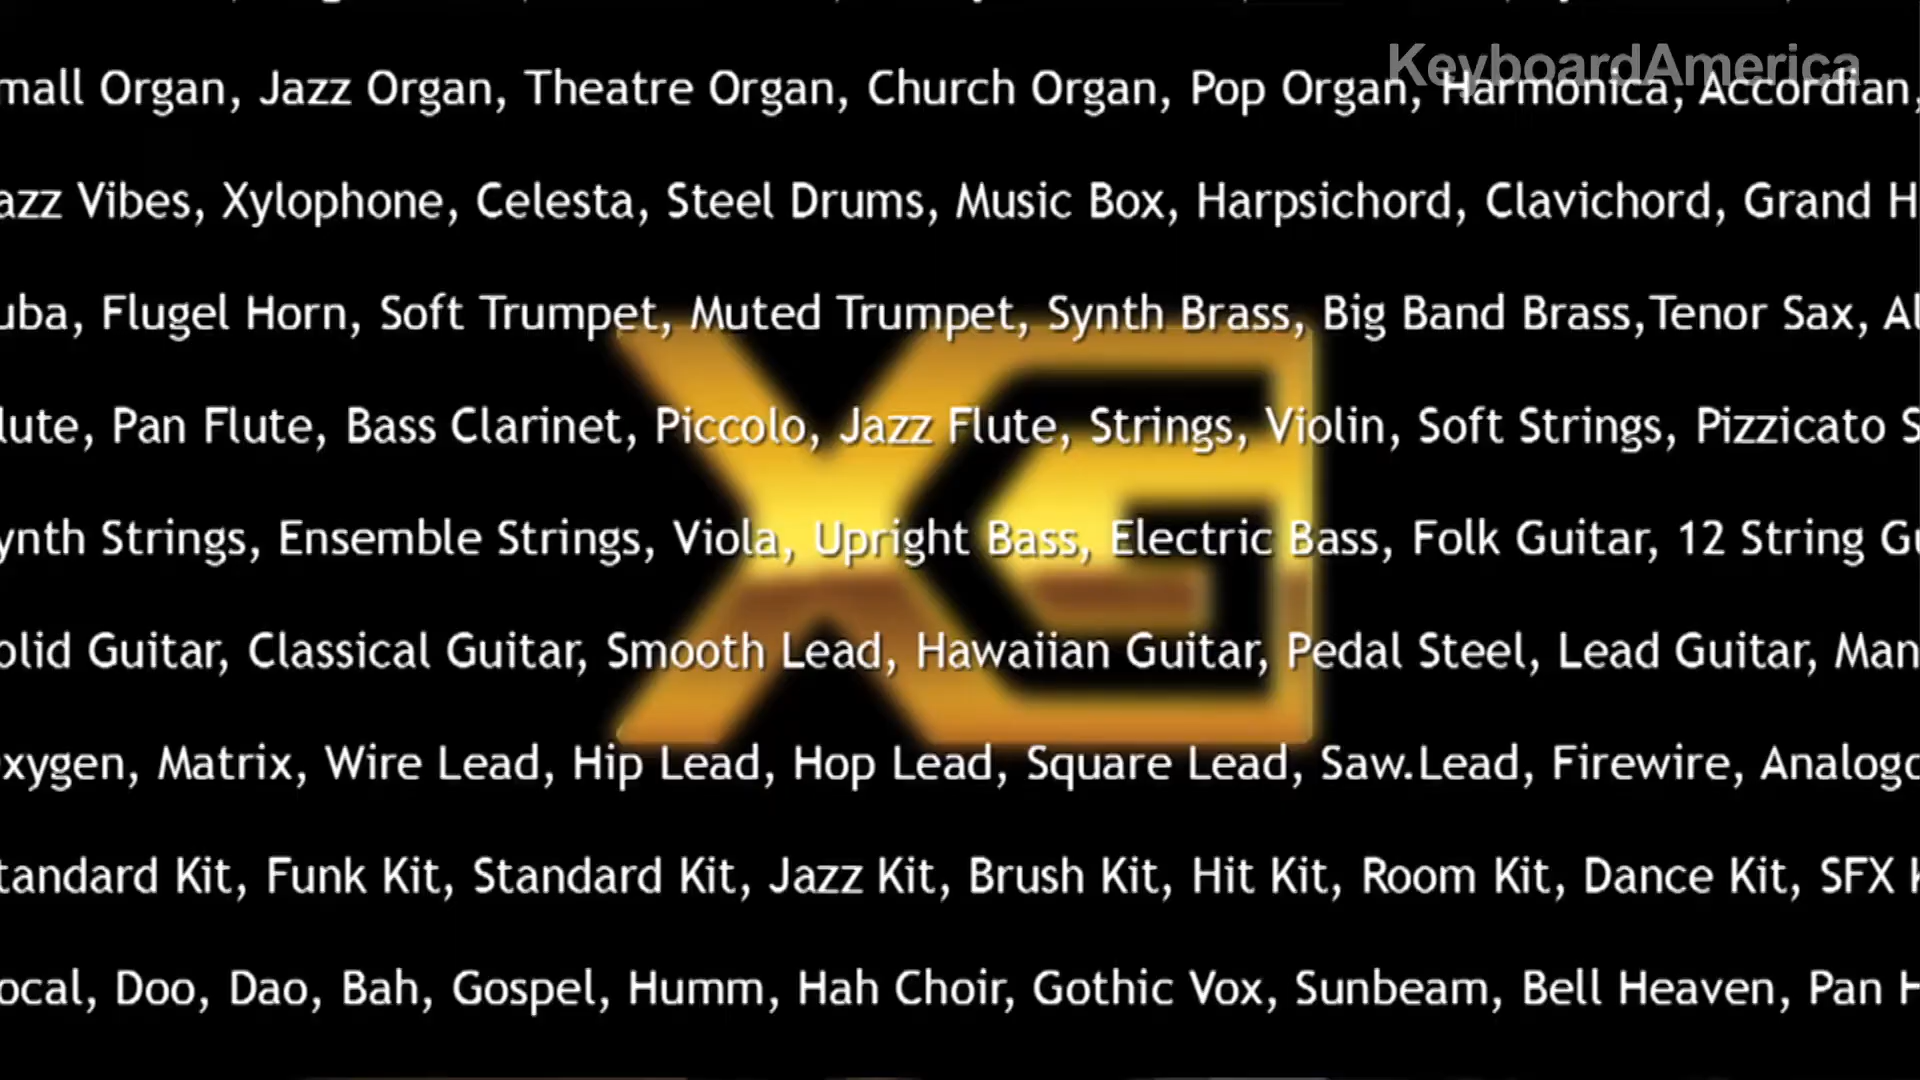 KeyboardAmerica
mall Organ, Jazz Organ, Theatre Organ, Church Organ, Pop Organ, Harmonica, Accordian,
azz Vibes, Xylophone, Celesta, Steel Drums, Music Box, Harpsichord, Clavichord, Grand H
uba, Flugel Horn, Soft Trumpet, Muted Trumpet, Synth Brass, Big Band Brass,Tenor Sax, Al
lute, Pan Flute, Bass Clarinet, Piccolo, Jazz Flute, Strings, Violin, Soft Strings, Pizzicato S
ynth Strings, Ensemble Strings, Viola, Upright Bass, Electric Bass, Folk Guitar, 12 String Gu
olid Guitar, Classical Guitar, Smooth Lead, Hawaiian Guitar, Pedal Steel, Lead Guitar, Man
xygen, Matrix, Wire Lead, Hip Lead, Hop Lead, Square Lead, Saw.Lead, Firewire, Analogo
tandard Kit, Funk Kit, Standard Kit, Jazz Kit, Brush Kit, Hit Kit, Room Kit, Dance Kit, SFX K
ocal, Doo, Dao, Bah, Gospel, Humm, Hah Choir, Gothic Vox, Sunbeam, Bell Heaven, Pan H
XG